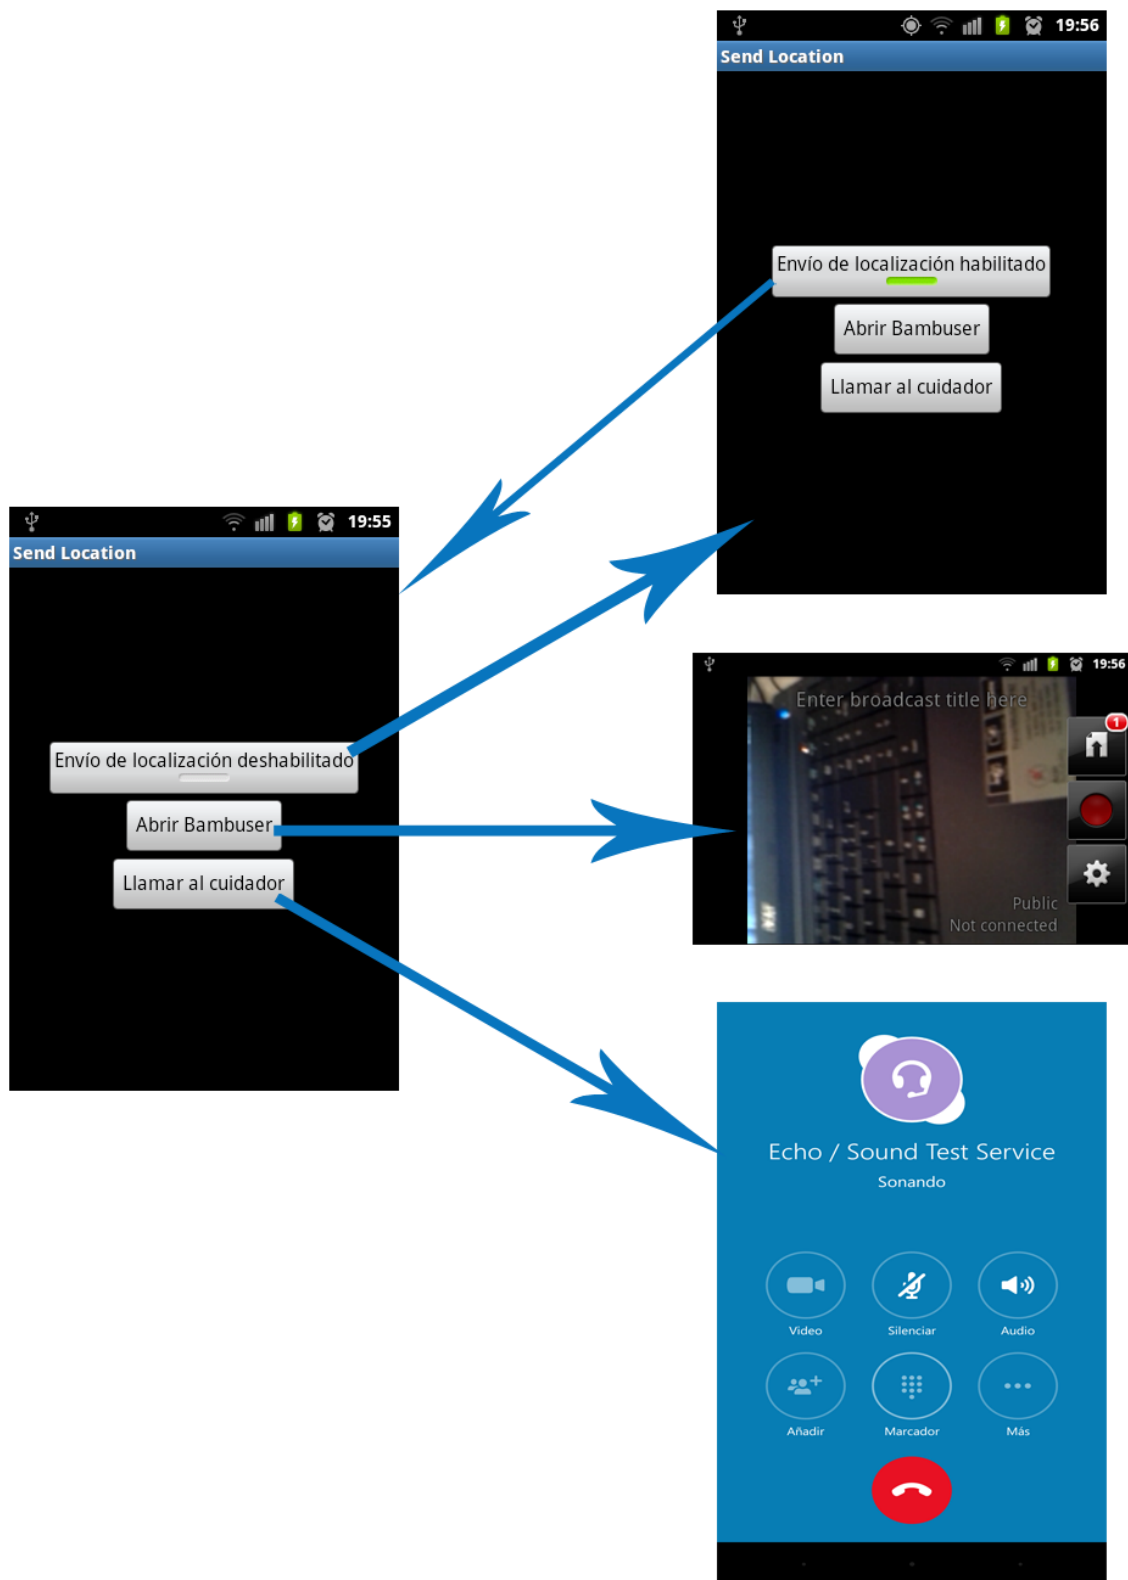 19:56
Send Location
Envío de localización habilitado
Abrir Bambuser
Llamar al cuidador
19:55
Send Location
Envío de localización deshabilitado
Abrir Bambuser
Llamar al cuidador
19:56
Enter broadcast title here
1
Public
Not connected
Echo / Sound Test Service
Sonando
Video
Silenciar
Audio
Añadir
Marcador
Más